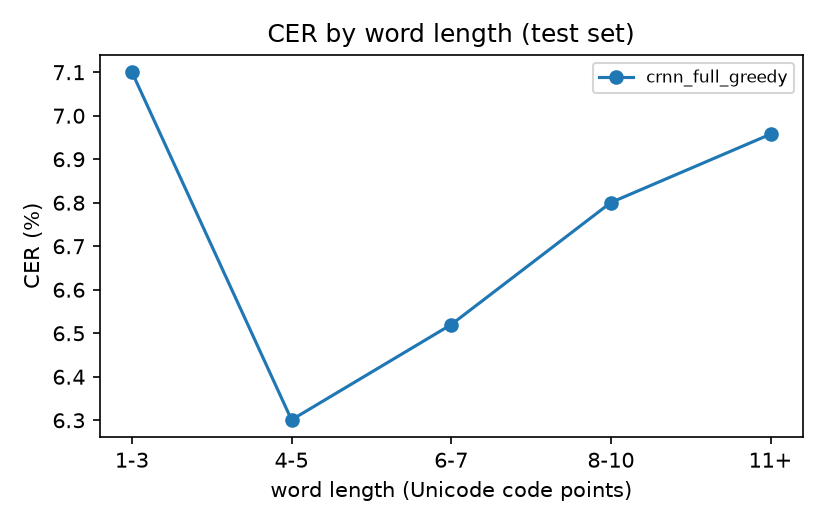 CER by word length (test set)
crnn_full_greedy
7.1
7.0
6.9
6.8
6.7
6.6
6.5
6.4
6.3
CER (%)
1-3 4-5 6-7 8-10 11+
word length (Unicode code points)